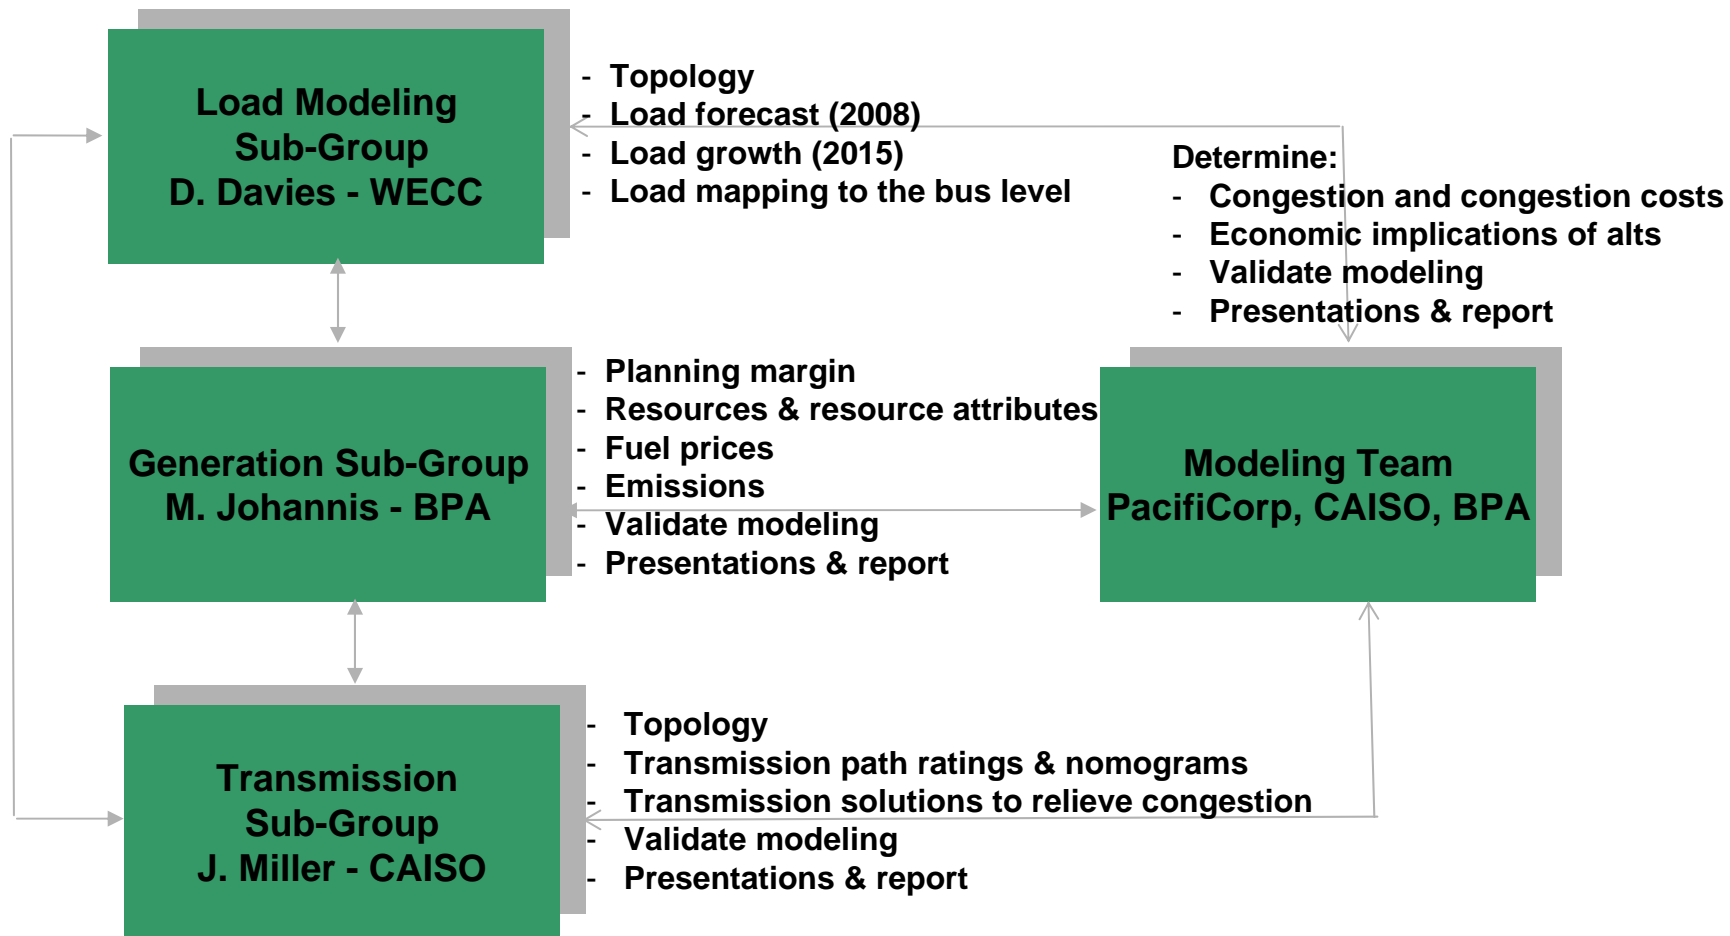 Load Modeling
Sub-Group
D. Davies - WECC
- Topology
- Load forecast (2008)
- Load growth (2015)
- Load mapping to the bus level
Determine:
- Congestion and congestion costs
- Economic implications of alts
- Validate modeling
- Presentations & report
Generation Sub-Group
M. Johannis - BPA
- Planning margin
- Resources & resource attributes
- Fuel prices
- Emissions
- Validate modeling
- Presentations & report
Modeling Team
PacifiCorp, CAISO, BPA
Transmission
Sub-Group
J. Miller - CAISO
- Topology
- Transmission path ratings & nomograms
- Transmission solutions to relieve congestion
- Validate modeling
- Presentations & report